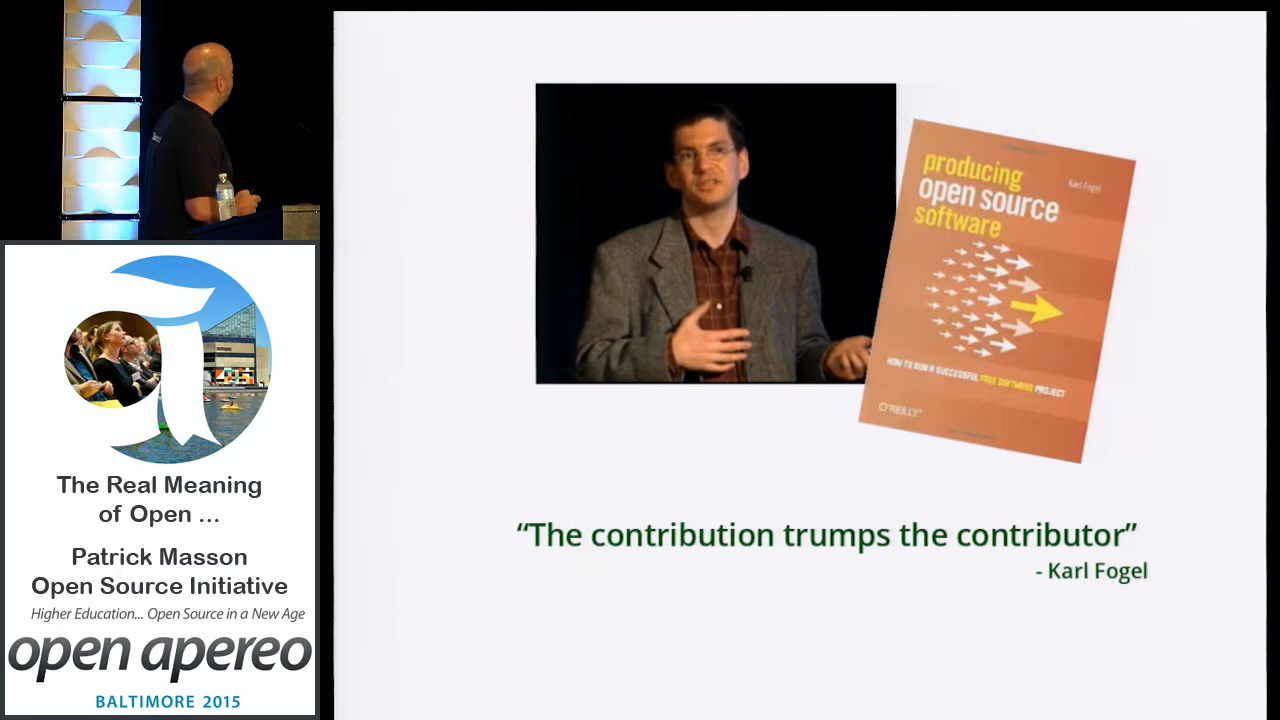 The Real Meaning
of Open ...
Patrick Masson
Open Source Initiative
Higher Education... Open Source in a New Age
open apereo
BALTIMORE 2015
producing
open source
software
Karl Fogel
HOW TO RUN A SUCCESSFUL FREE SOFTWARE PROJECT
O'REILLY
“The contribution trumps the contributor”
- Karl Fogel